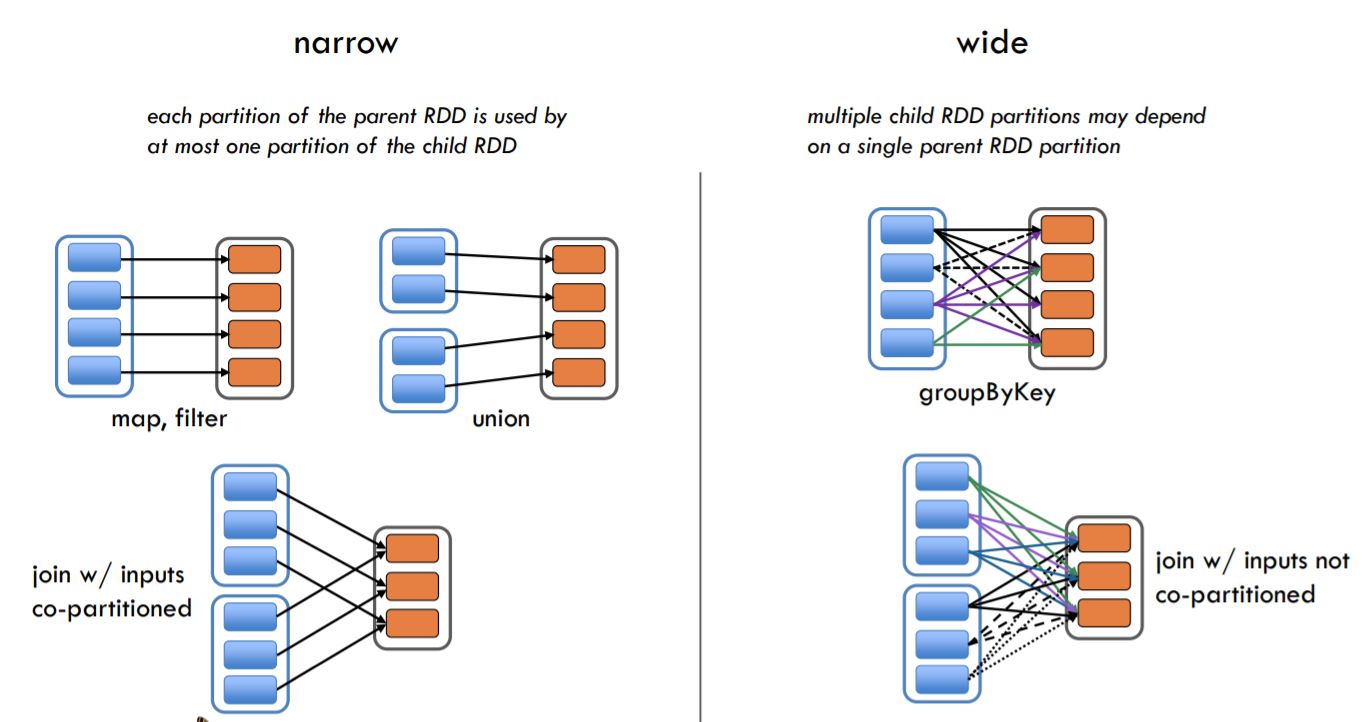 narrow
each partition of the parent RDD is used by
at most one partition of the child RDD
map, filter
union
join w/ inputs
co-partitioned
wide
multiple child RDD partitions may depend
on a single parent RDD partition
groupByKey
join w/ inputs not
co-partitioned